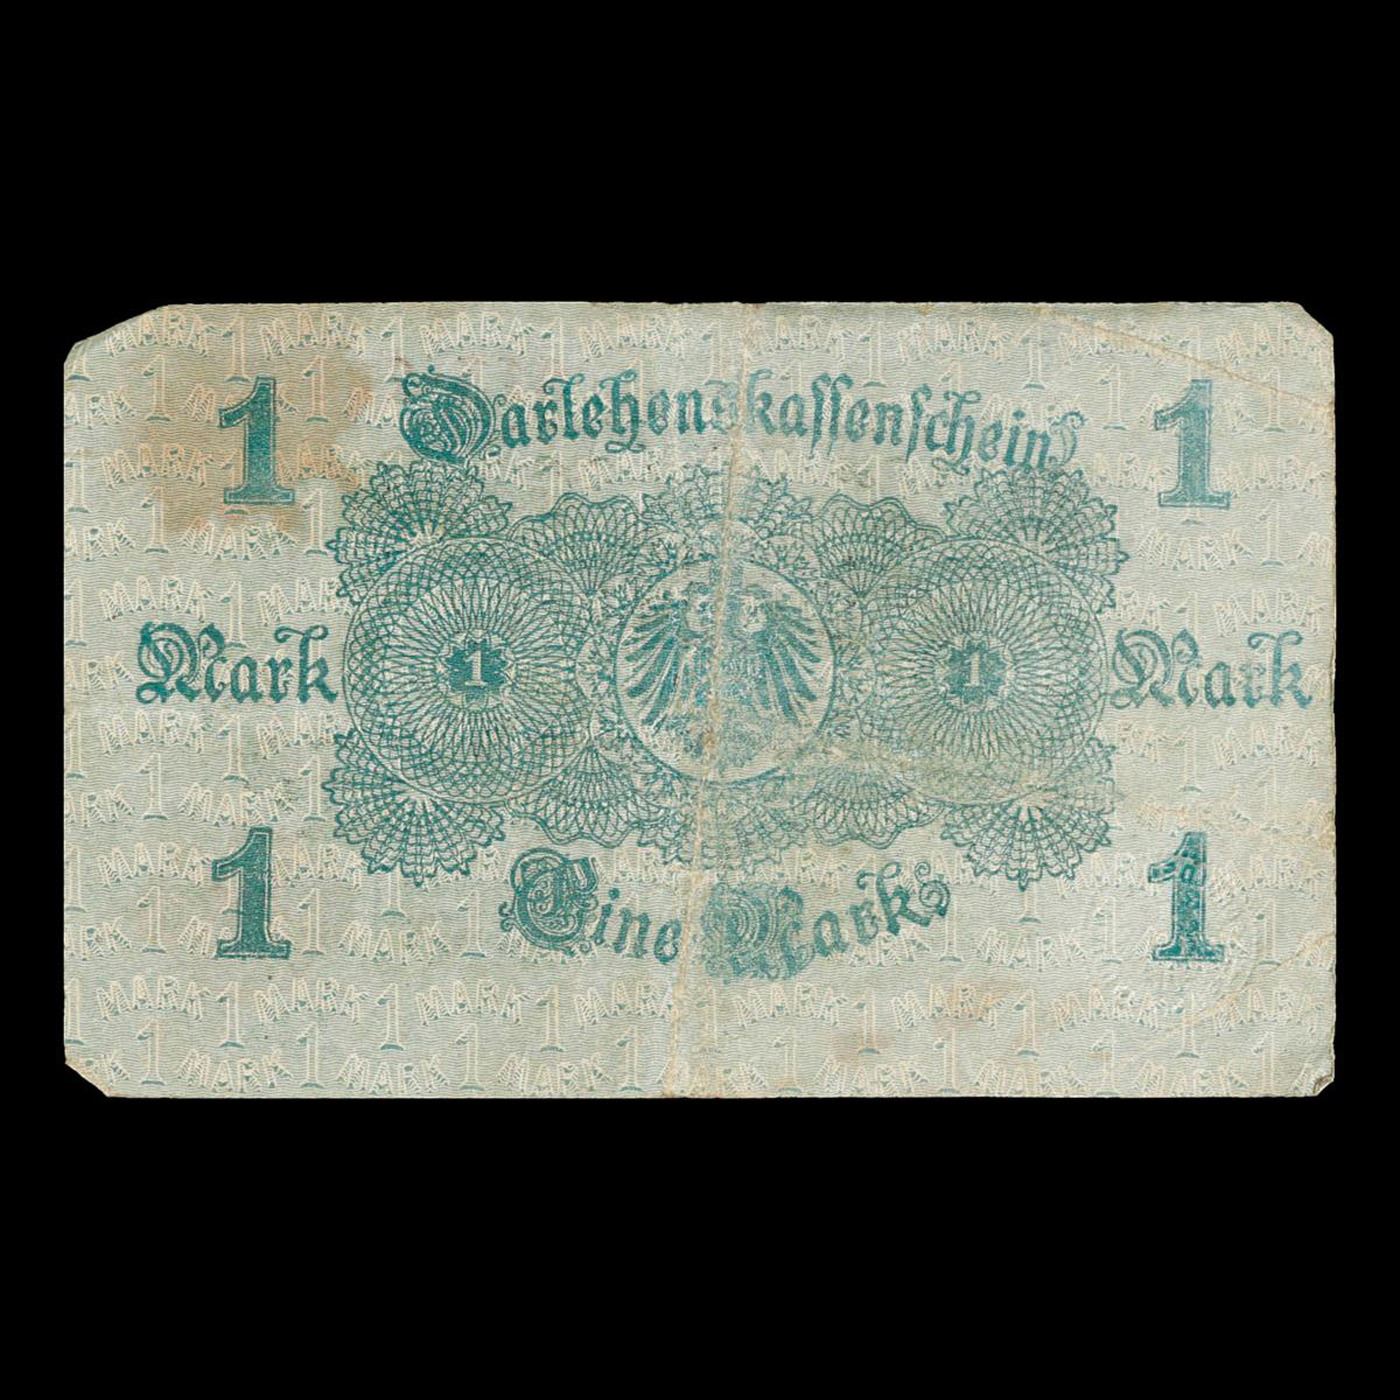 1 Darlehenskassenschein 1
Mark 1 1 Mark
1 Eine Mark 1